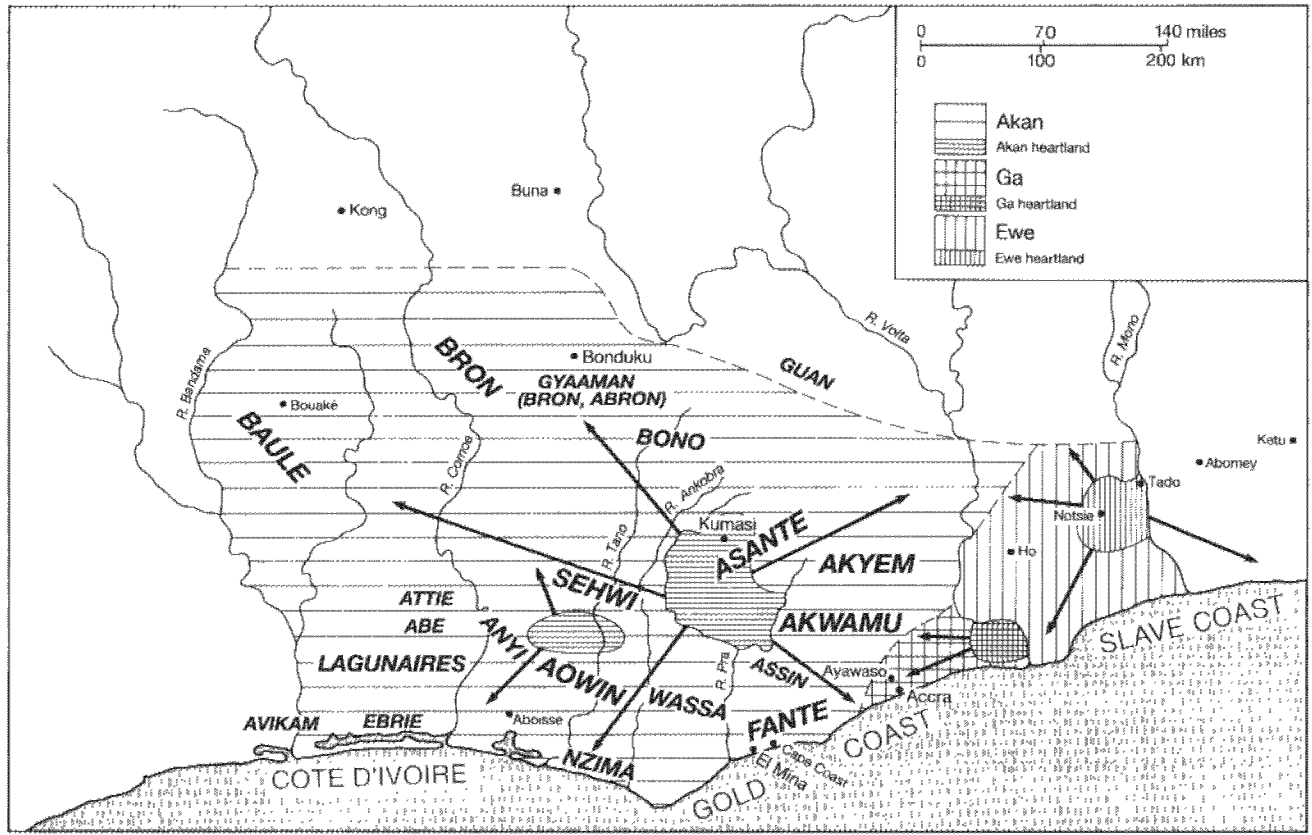 0 70 140 miles
0 100 200 km
Akan
Akan heartland
Ga
Ga heartland
Ewe
Ewe heartland
Buna
Kong
R. Volta
R. Mono
R. Bandama
BRON
Bonduku
GUAN
GYAAMAN
(BRON, ABRON)
Bouaké
BAULE
BONO
Ketu
Abomey
R. Comoe
R. Ankobra
Tado
Notsie
Kumasi
ASANTE
R. Tano
Ho
AKYEM
SEHWI
ATTIE
ABE
ANYI
AKWAMU
SLAVE COAST
LAGUNAIRES
AOWIN
R. Pra
ASSIN
Ayawaso
Accra
WASSA
FANTE
AVIKAM
EBRIE
Aboisse
NZIMA
Cape Coast
El Mina
COTE D'IVOIRE
GOLD COAST